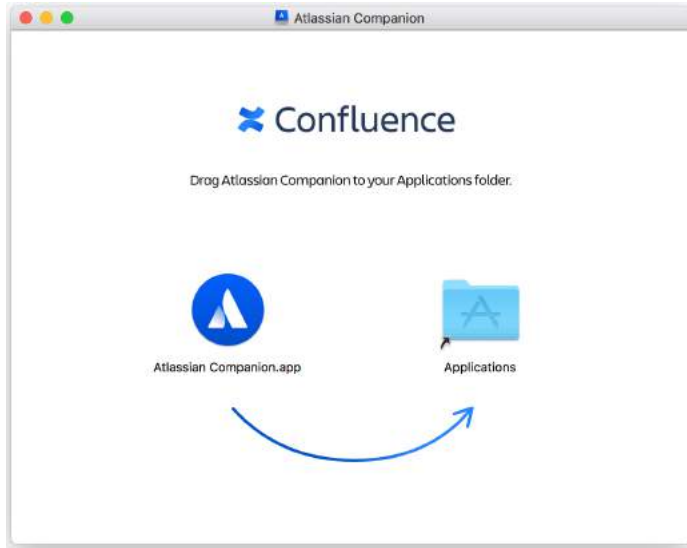 Atlassian Companion
Confluence
Drag Atlassian Companion to your Applications folder.
Atlassian Companion.app
Applications